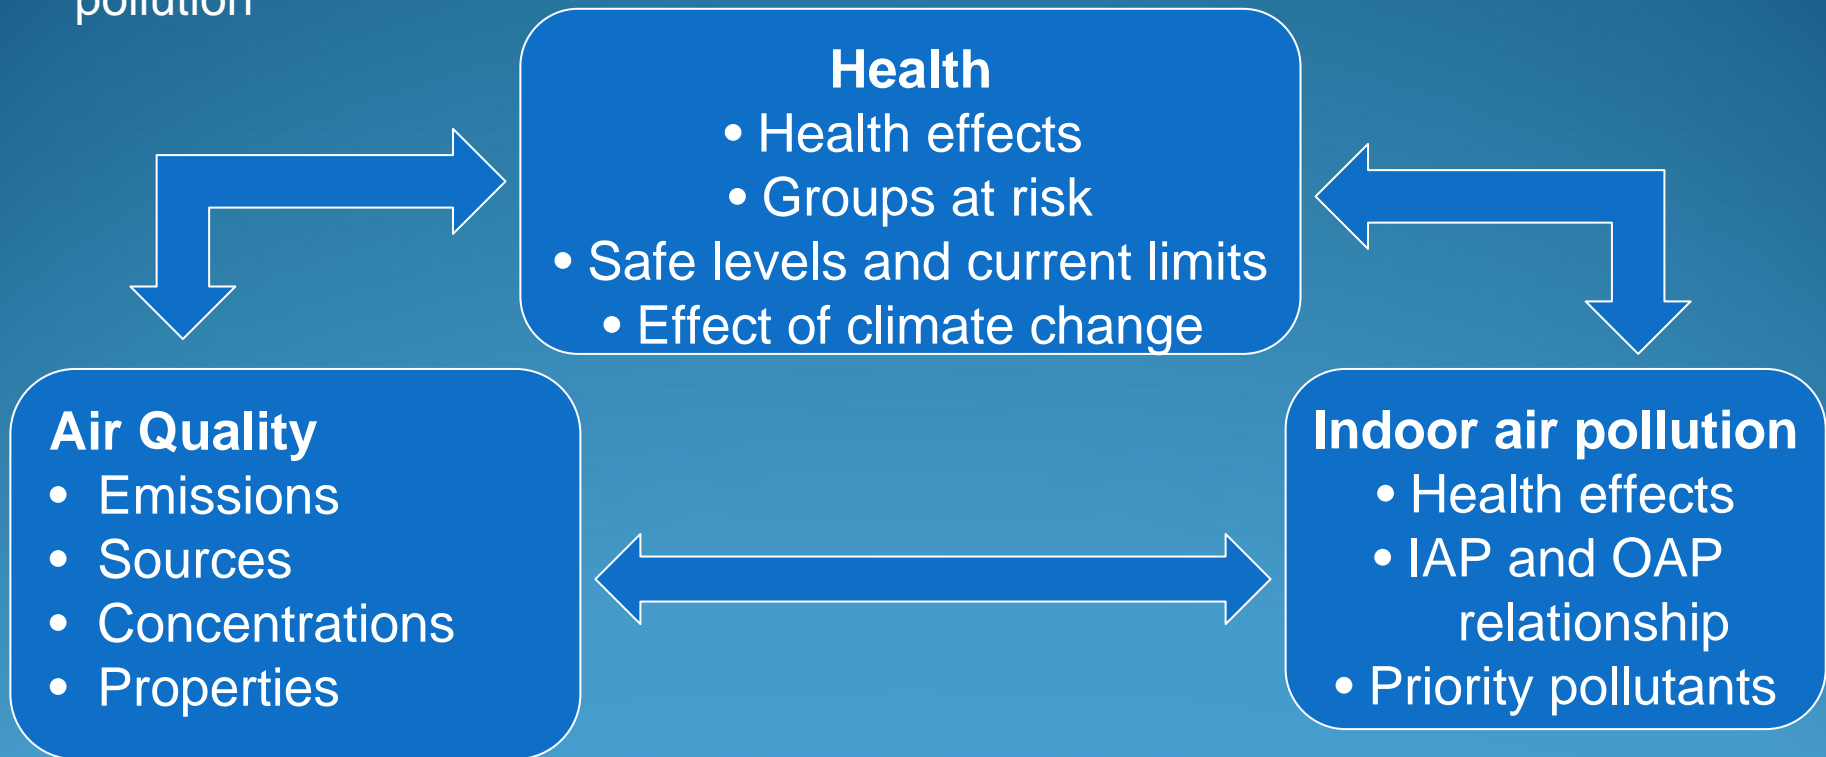 pollution
Health
• Health effects
• Groups at risk
• Safe levels and current limits
• Effect of climate change
Air Quality
• Emissions
• Sources
• Concentrations
• Properties
Indoor air pollution
• Health effects
• IAP and OAP
relationship
• Priority pollutants